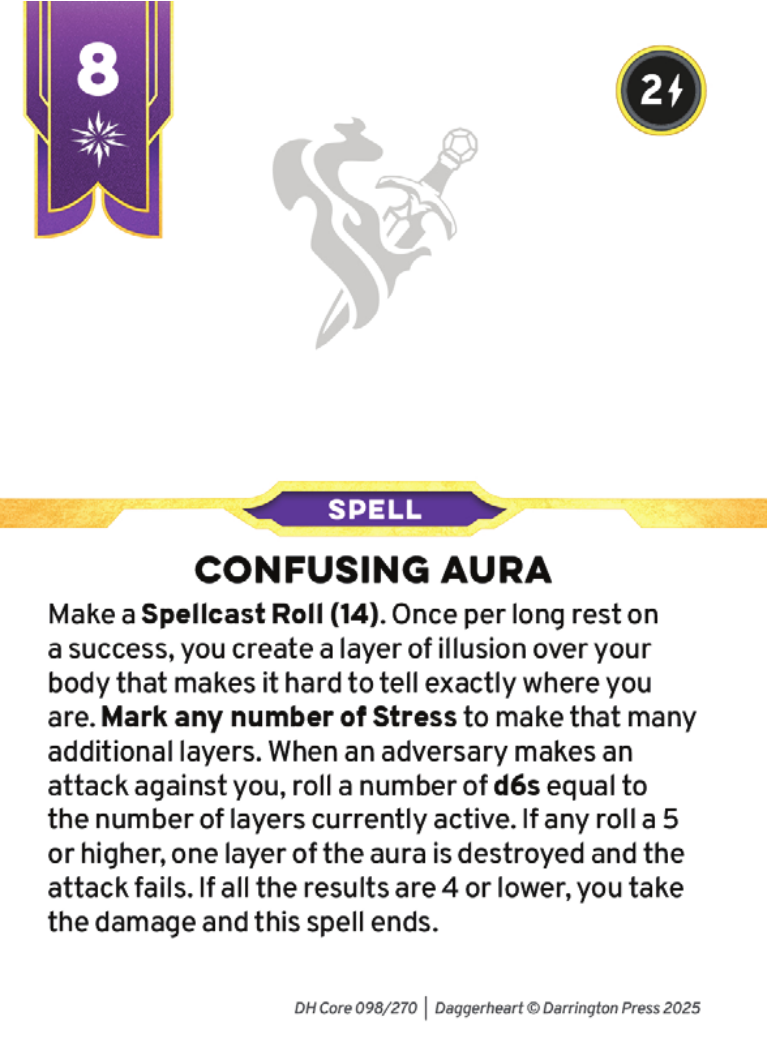 8
2
SPELL
CONFUSING AURA
Make a Spellcast Roll (14). Once per long rest on
a success, you create a layer of illusion over your
body that makes it hard to tell exactly where you
are. Mark any number of Stress to make that many
additional layers. When an adversary makes an
attack against you, roll a number of d6s equal to
the number of layers currently active. If any roll a 5
or higher, one layer of the aura is destroyed and the
attack fails. If all the results are 4 or lower, you take
the damage and this spell ends.
DH Core 098/270 | Daggerheart © Darrington Press 2025